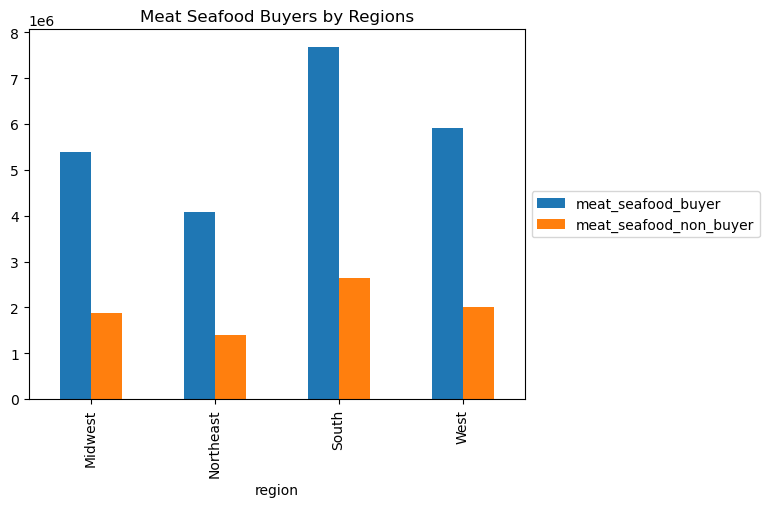 Meat Seafood Buyers by Regions
1e6
8
7
6
5
4
3
2
1
0
Midwest
Northeast
South
West
region
meat_seafood_buyer
meat_seafood_non_buyer